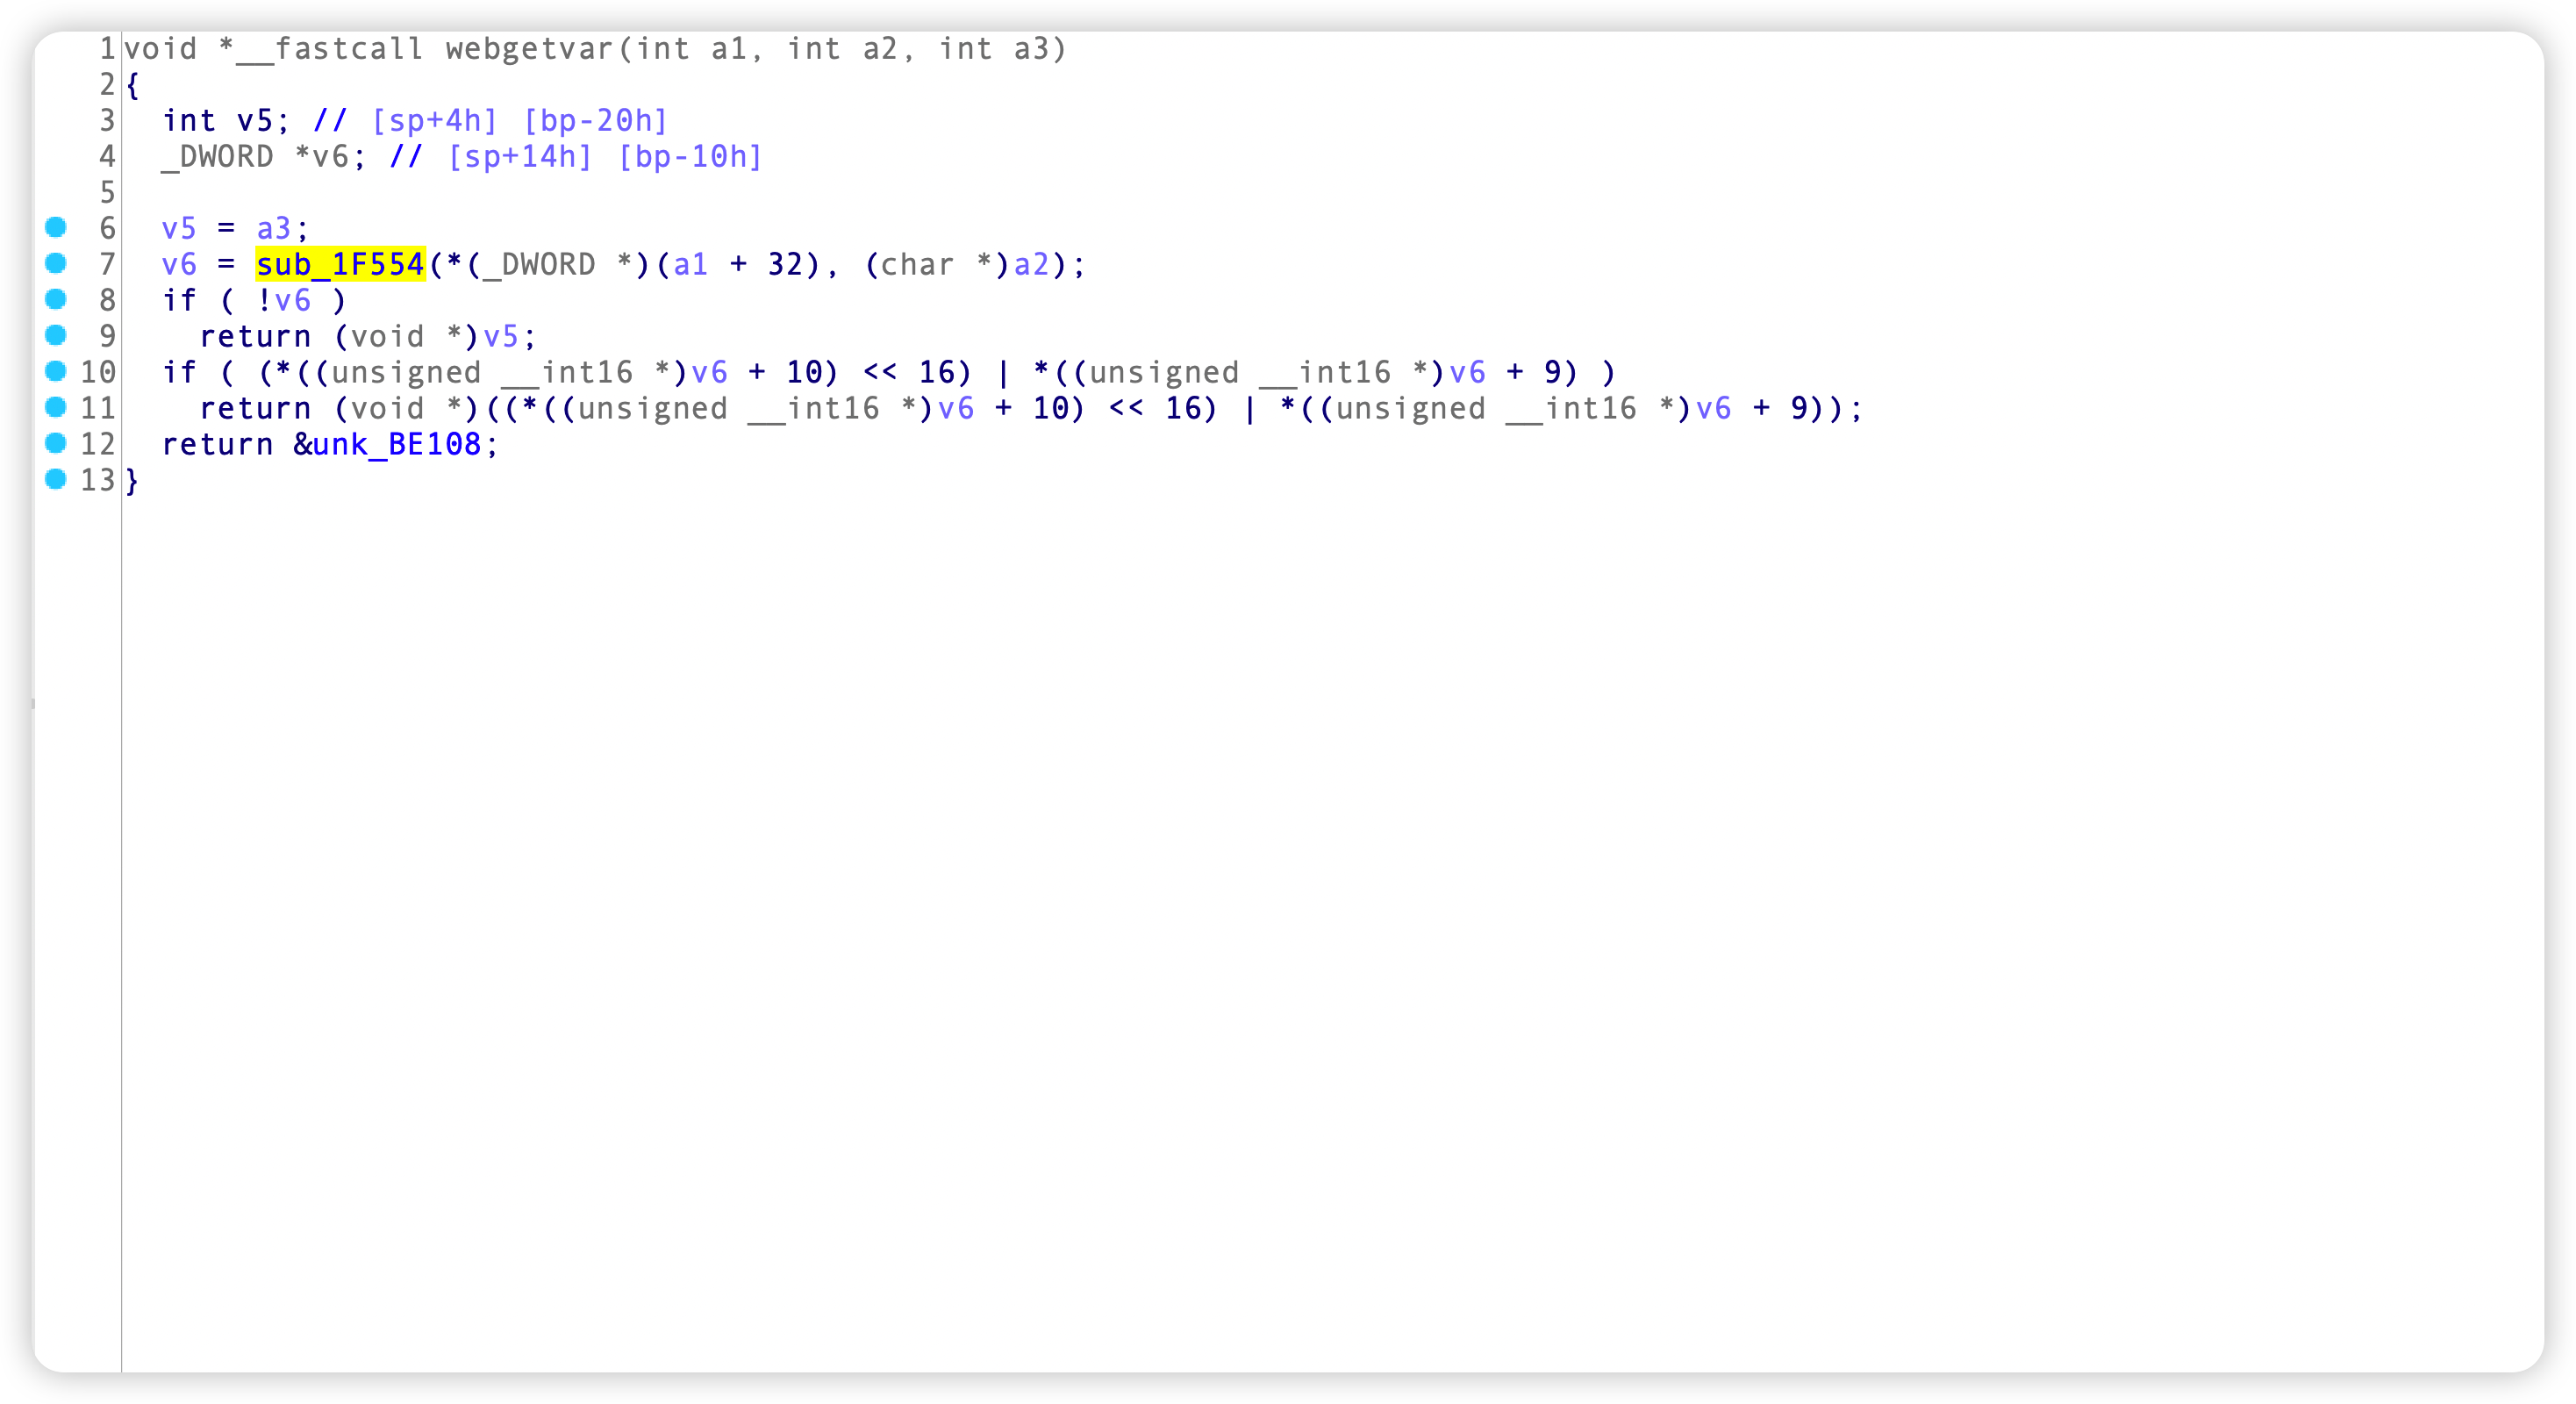 1 void *__fastcall webgetvar(int a1, int a2, int a3)
2 {
3   int v5; // [sp+4h] [bp-20h]
4   _DWORD *v6; // [sp+14h] [bp-10h]
5
6   v5 = a3;
7   v6 = sub_1F554(*(_DWORD *)(a1 + 32), (char *)a2);
8   if ( !v6 )
9     return (void *)v5;
10   if ( (*((unsigned __int16 *)v6 + 10) << 16) | *((unsigned __int16 *)v6 + 9) )
11     return (void *)((*((unsigned __int16 *)v6 + 10) << 16) | *((unsigned __int16 *)v6 + 9));
12   return &unk_BE108;
13 }